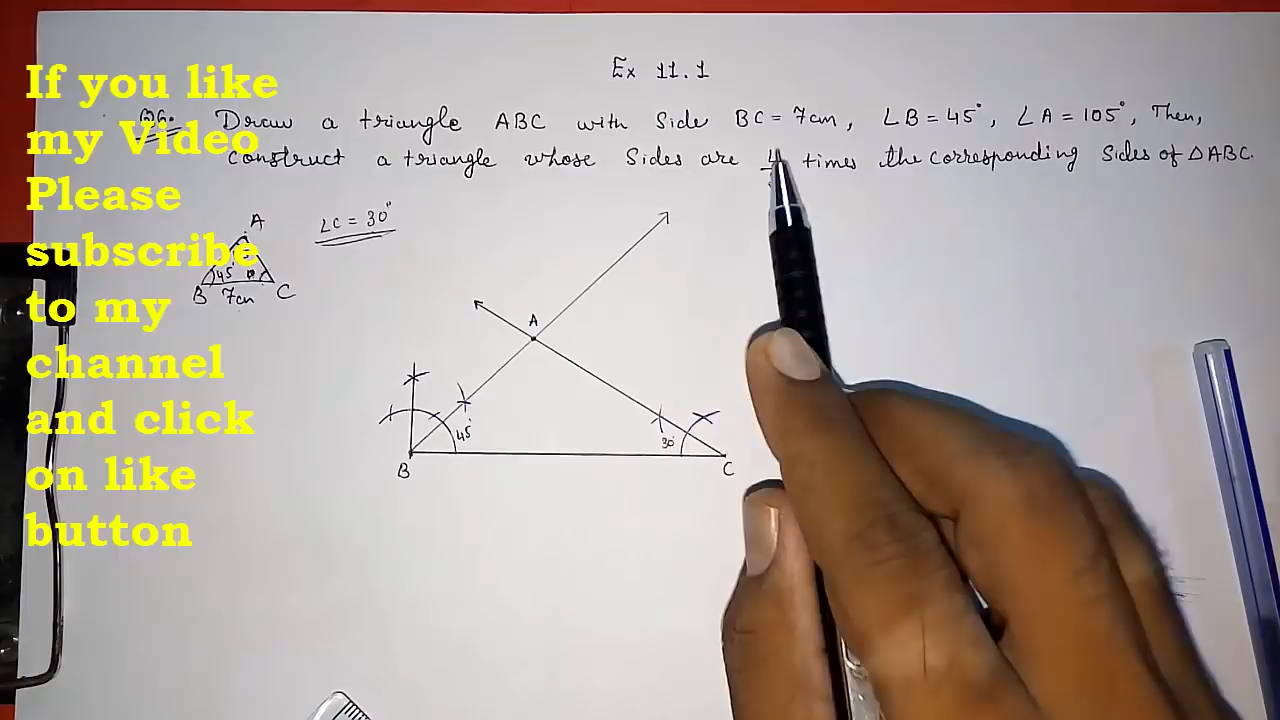 Ex 11.1
Q6. Draw a triangle ABC with Side BC = 7cm, ∠B = 45°, ∠A = 105°, Then,
Construct a triangle whose Sides are 4 times the corresponding Sides of △ABC.
∠C = 30°
A
45°
B 7cm C
A
45°
30°
B C
If you like
my Video
Please
subscribe
to my
channel
and click
on like
button